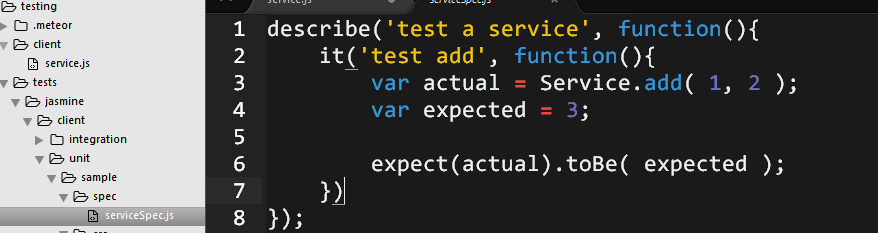 testing
.meteor
client
service.js
tests
jasmine
client
integration
unit
sample
spec
serviceSpec.js
service.js
serviceSpec.js
1 describe('test a service', function(){
2 it('test add', function(){
3 var actual = Service.add( 1, 2 );
4 var expected = 3;
5
6 expect(actual).toBe( expected );
7 })
8 });